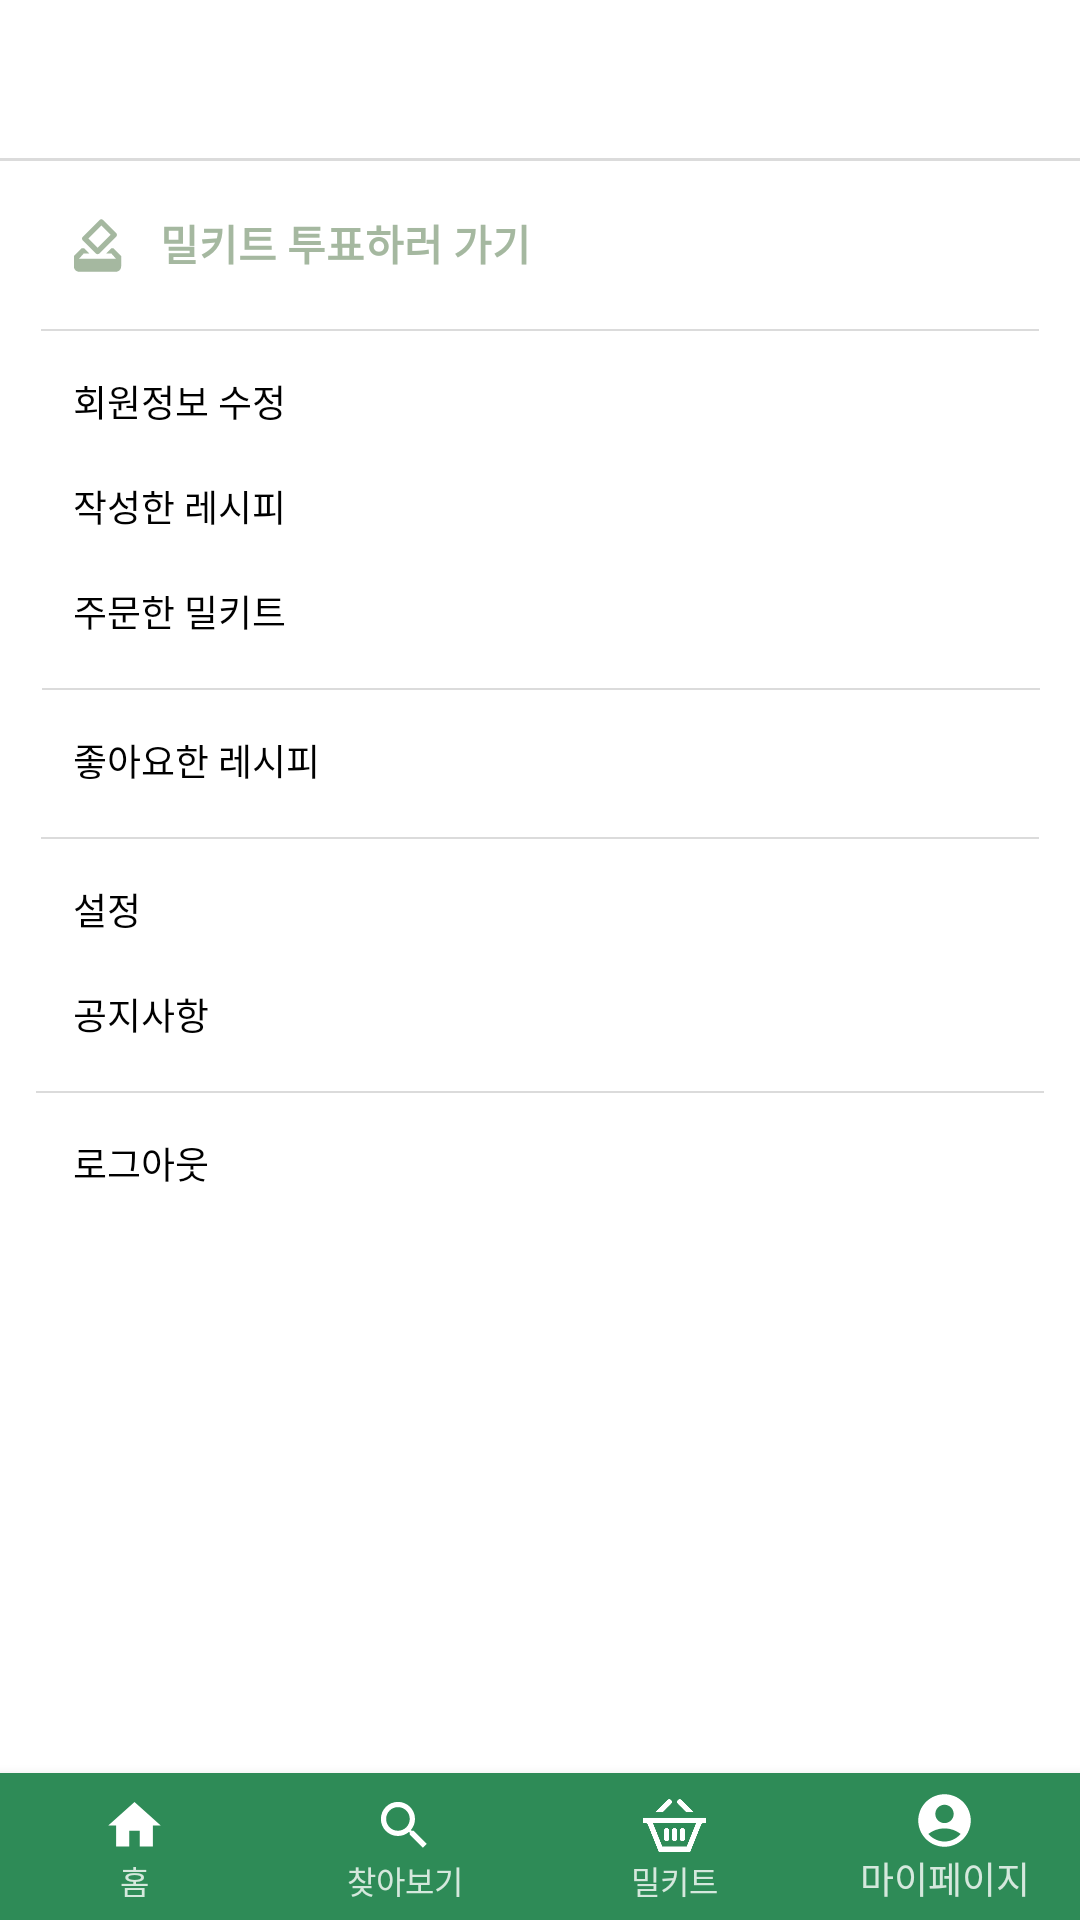 밀키트 투표하러 가기
회원정보 수정
작성한 레시피
주문한 밀키트
좋아요한 레시피
설정
공지사항
로그아웃
홈
찾아보기
밀키트
마이페이지